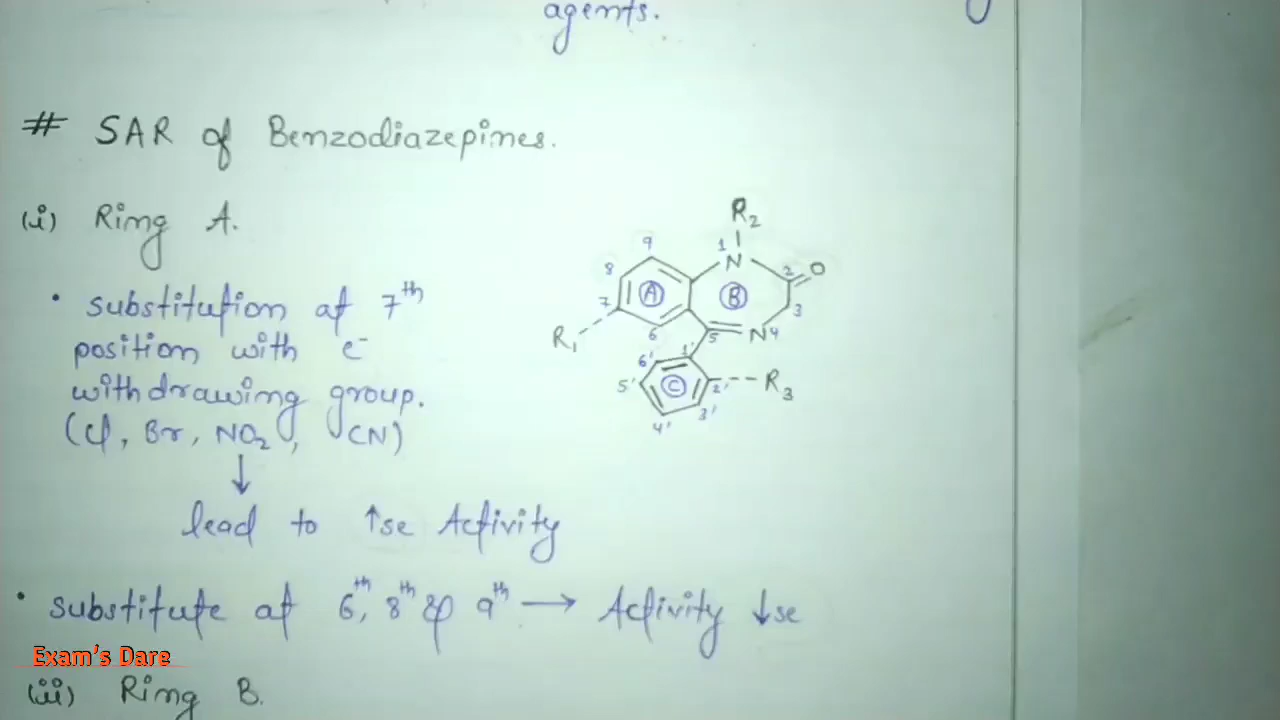 agents.
# SAR of Benzodiazepines.
(i) Ring A.
• substitution at 7th
position with e-
withdrawing group.
(Cl, Br, NO2, CN)
↓
lead to ↑se Activity
• substitute at 6th, 8th & 9th → Activity ↓se
(ii) Ring B.
R2
1
N
9
8
7
6
A
B
2
O
3
N 4
5
R1
1'
6'
5'
C
2'
R3
3'
4'
Exam's Dare